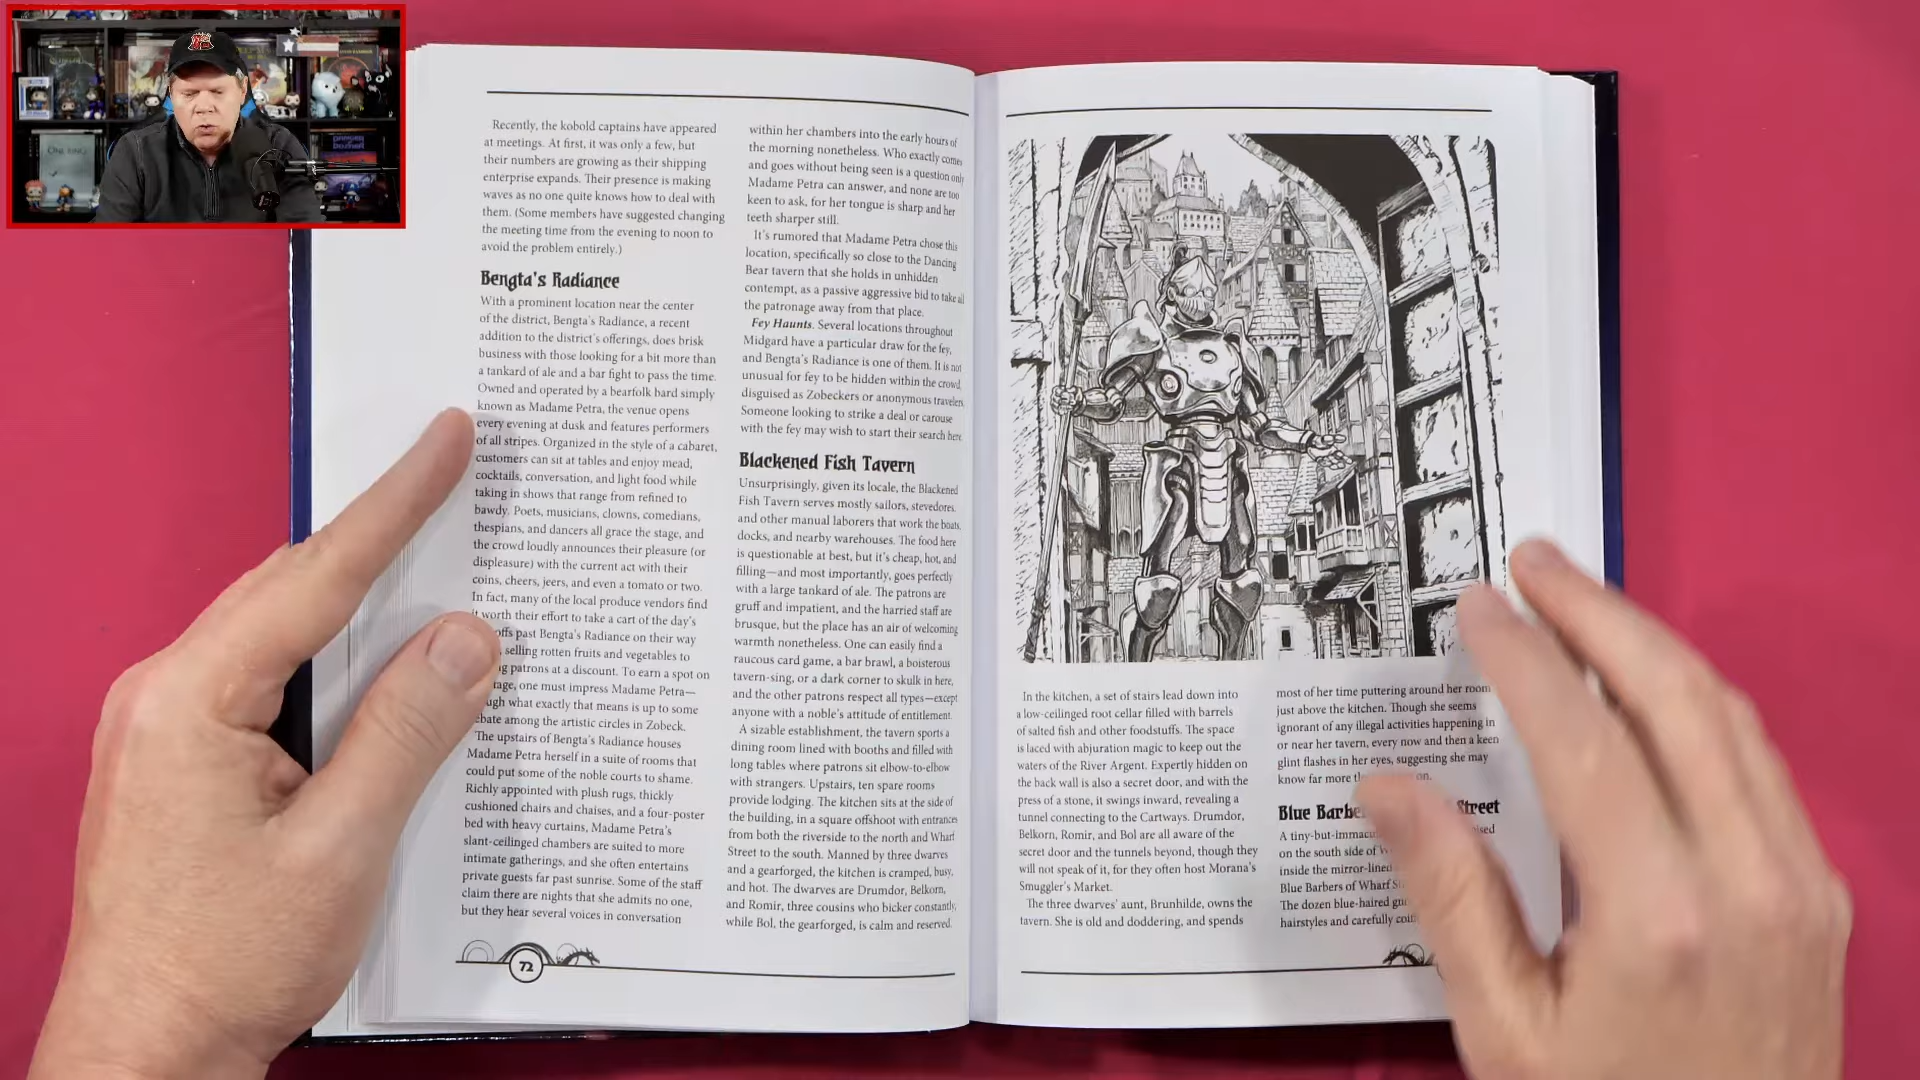 Recently, the kobold captains have appeared
at meetings. At first, it was only a few, but
their numbers are growing as their shipping
enterprise expands. Their presence is making
waves as no one quite knows how to deal with
them. (Some members have suggested changing
the meeting time from the evening to noon to
avoid the problem entirely.)
Bengta's Radiance
With a prominent location near the center
of the district, Bengta's Radiance, a recent
addition to the district's offerings, does brisk
business with those looking for a bit more than
a tankard of ale and a bar fight to pass the time.
Owned and operated by a bearfolk bard simply
known as Madame Petra, the venue opens
every evening at dusk and features performers
of all stripes. Organized in the style of a cabaret,
customers can sit at tables and enjoy mead,
cocktails, conversation, and light food while
taking in shows that range from refined to
bawdy. Poets, musicians, clowns, comedians,
thespians, and dancers all grace the stage, and
the crowd loudly announces their pleasure (or
displeasure) with the current act with their
coins, cheers, jeers, and even a tomato or two.
In fact, many of the local produce vendors find
it worth their effort to take a cart of the day's
offs past Bengta's Radiance on their way
selling rotten fruits and vegetables to
patrons at a discount. To earn a spot on
one must impress Madame Petra—
what exactly that means is up to some
among the artistic circles in Zobeck.
The upstairs of Bengta's Radiance houses
Madame Petra herself in a suite of rooms that
could put some of the noble courts to shame.
Richly appointed with plush rugs, thickly
cushioned chairs and chaises, and a four-poster
bed with heavy curtains, Madame Petra's
slant-ceilinged chambers are suited to more
intimate gatherings, and she often entertains
private guests far past sunrise. Some of the staff
claim there are nights that she admits no one,
but they hear several voices in conversation
within her chambers into the early hours of
the morning nonetheless. Who exactly comes
and goes without being seen is a question only
Madame Petra can answer, and none are too
keen to ask, for her tongue is sharp and her
teeth sharper still.
It's rumored that Madame Petra chose this
location, specifically so close to the Dancing
Bear tavern that she holds in unhidden
contempt, as a passive aggressive bid to take all
the patronage away from that place.
Fey Haunts. Several locations throughout
Midgard have a particular draw for the fey,
and Bengta's Radiance is one of them. It is not
unusual for fey to be hidden within the crowd,
disguised as Zobeckers or anonymous travelers.
Someone looking to strike a deal or carouse
with the fey may wish to start their search here.
Blackened Fish Tavern
Unsurprisingly, given its locale, the Blackened
Fish Tavern serves mostly sailors, stevedores,
and other manual laborers that work the boats,
docks, and nearby warehouses. The food here
is questionable at best, but it's cheap, hot, and
filling—and most importantly, goes perfectly
with a large tankard of ale. The patrons are
gruff and impatient, and the harried staff are
brusque, but the place has an air of welcoming
warmth nonetheless. One can easily find a
raucous card game, a bar brawl, a boisterous
tavern-sing, or a dark corner to skulk in here,
and the other patrons respect all types—except
anyone with a noble's attitude of entitlement.
A sizable establishment, the tavern sports a
dining room lined with booths and filled with
long tables where patrons sit elbow-to-elbow
with strangers. Upstairs, ten spare rooms
provide lodging. The kitchen sits at the side of
the building, in a square offshoot with entrances
from both the riverside to the north and Wharf
Street to the south. Manned by three dwarves
and a gearforged, the kitchen is cramped, busy,
and hot. The dwarves are Drumdor, Belkorn,
and Romir, three cousins who bicker constantly,
while Bol, the gearforged, is calm and reserved.
72
In the kitchen, a set of stairs lead down into
a low-ceilinged root cellar filled with barrels
of salted fish and other foodstuffs. The space
is laced with abjuration magic to keep out the
waters of the River Argent. Expertly hidden on
the back wall is also a secret door, and with the
press of a stone, it swings inward, revealing a
tunnel connecting to the Cartways. Drumdor,
Belkorn, Romir, and Bol are all aware of the
secret door and the tunnels beyond, though they
will not speak of it, for they often host Morana's
Smuggler's Market.
The three dwarves' aunt, Brunhilde, owns the
tavern. She is old and doddering, and spends
most of her time puttering around her room
just above the kitchen. Though she seems
ignorant of any illegal activities happening in
or near her tavern, every now and then a keen
glint flashes in her eyes, suggesting she may
know far more on.
Blue Street
A
on the south side of
inside the mirror-lined
Blue Barbers of Wharf
The dozen blue-haired
hairstyles and carefully